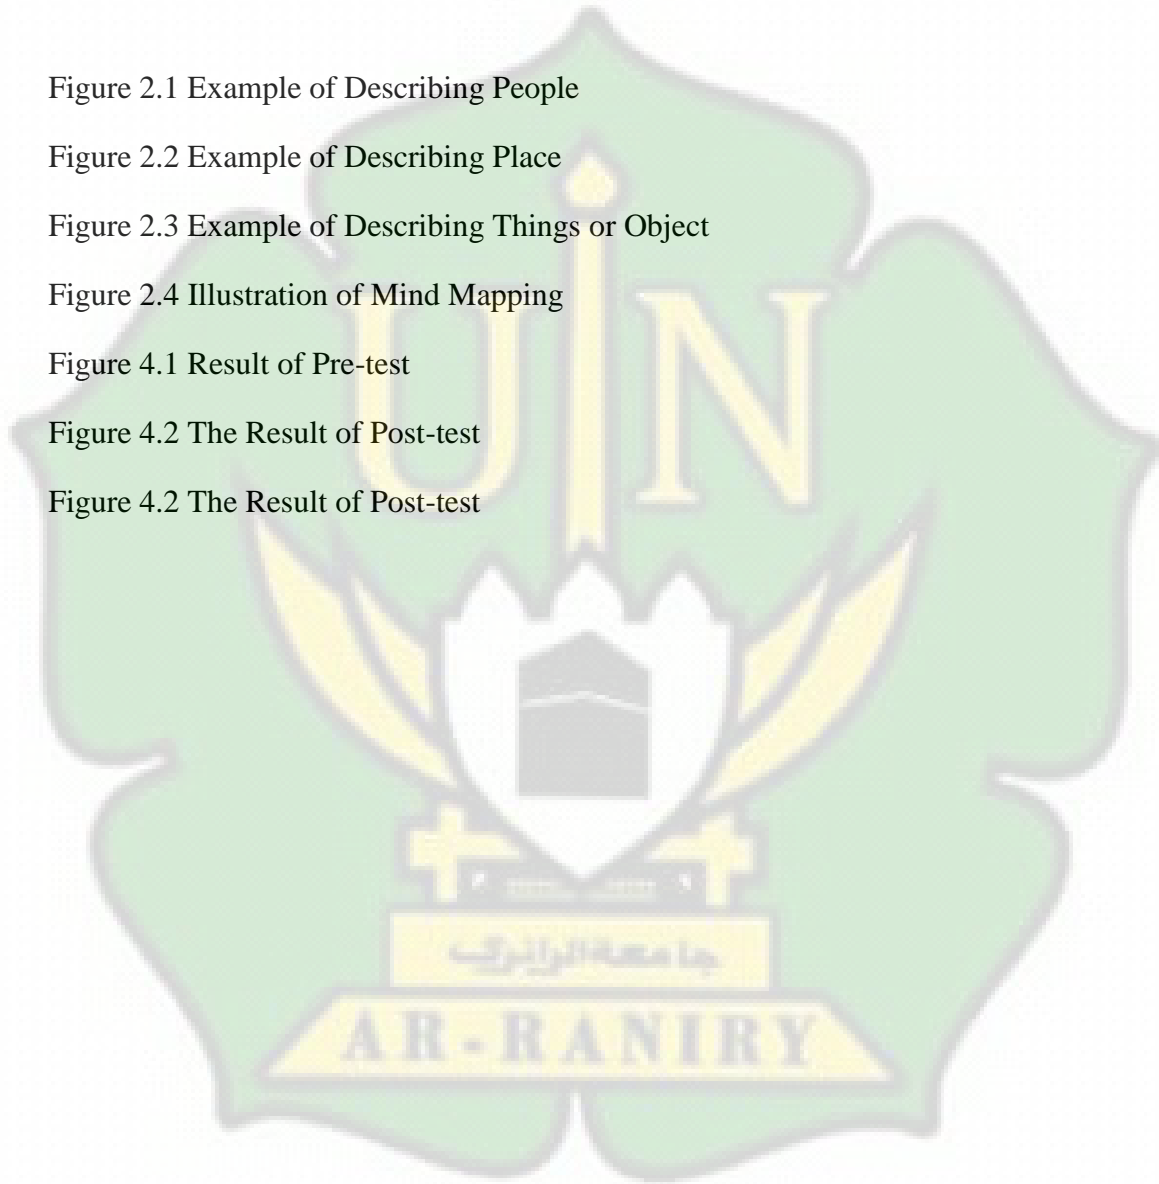 Figure 2.1 Example of Describing People
Figure 2.2 Example of Describing Place
Figure 2.3 Example of Describing Things or Object
Figure 2.4 Illustration of Mind Mapping
Figure 4.1 Result of Pre-test
Figure 4.2 The Result of Post-test
Figure 4.2 The Result of Post-test
UIN
جامعةالرانري
AR-RANIRY